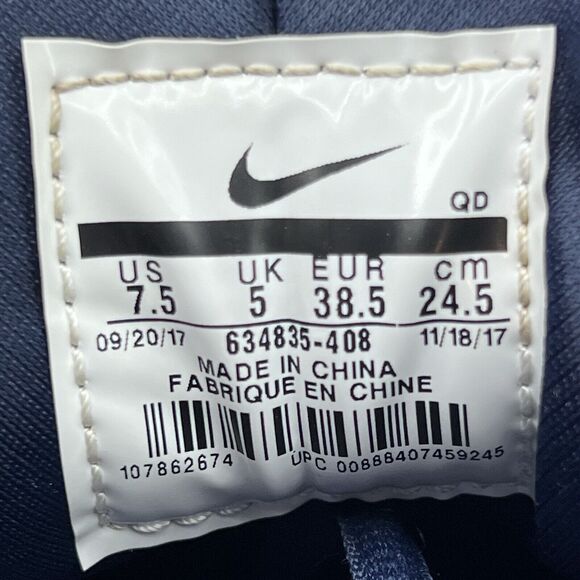 QD
US UK EUR cm
7.5 5 38.5 24.5
09/20/17 634835-408 11/18/17
MADE IN CHINA
FABRIQUE EN CHINE
107862674 UPC 00888407459245